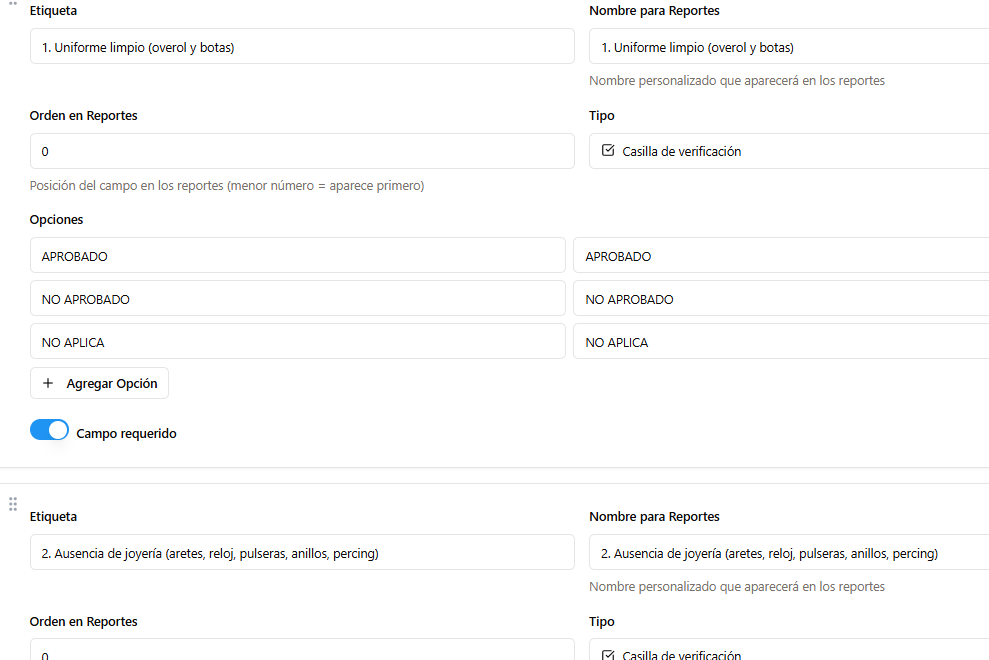 Etiqueta
Nombre para Reportes
1. Uniforme limpio (overol y botas)
1. Uniforme limpio (overol y botas)
Nombre personalizado que aparecerá en los reportes
Orden en Reportes
Tipo
0
Casilla de verificación
Posición del campo en los reportes (menor número = aparece primero)
Opciones
APROBADO
APROBADO
NO APROBADO
NO APROBADO
NO APLICA
NO APLICA
+ Agregar Opción
Campo requerido
Etiqueta
Nombre para Reportes
2. Ausencia de joyería (aretes, reloj, pulseras, anillos, percing)
2. Ausencia de joyería (aretes, reloj, pulseras, anillos, percing)
Nombre personalizado que aparecerá en los reportes
Orden en Reportes
Tipo
0
Casilla de verificación